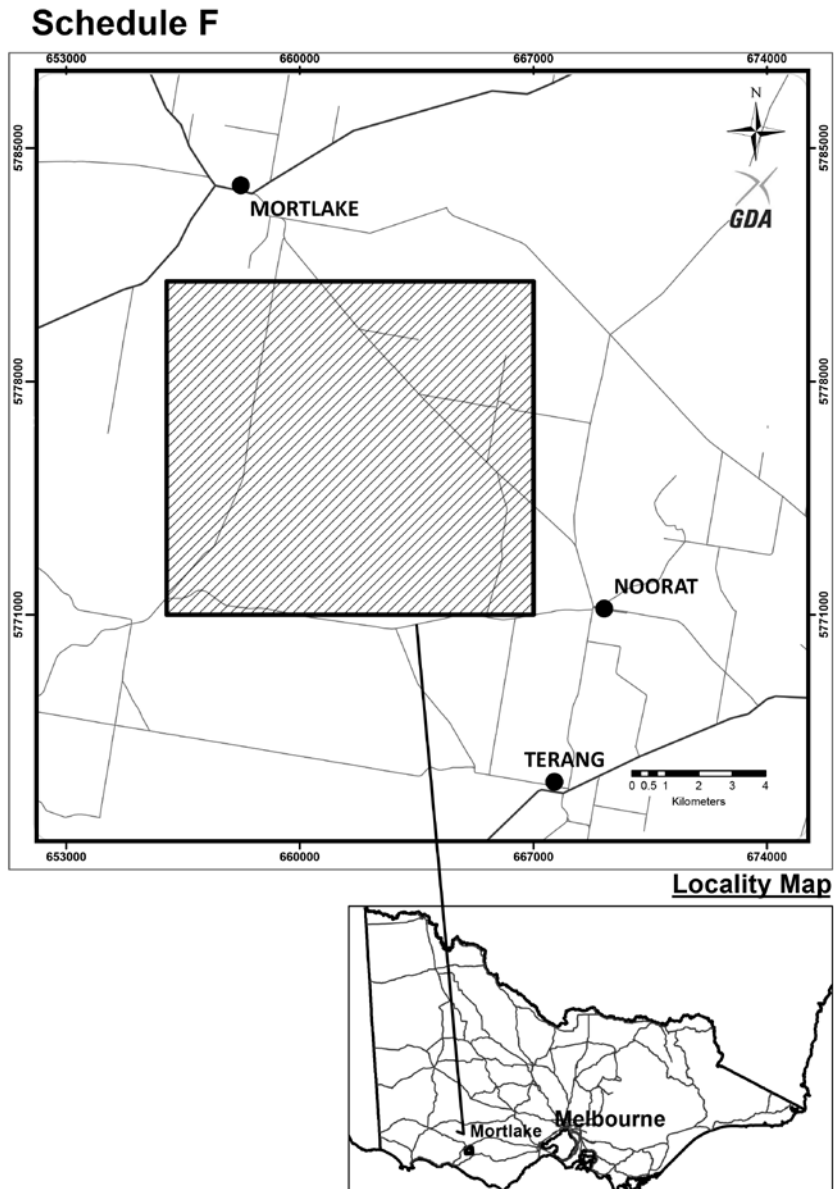 Schedule F
653000 660000 667000 674000
N
5785000 5785000
GDA
MORTLAKE
5778000 5778000
NOORAT
5771000 5771000
TERANG
0 0.5 1 2 3 4
Kilometers
653000 660000 667000 674000
Locality Map
Melbourne
Mortlake